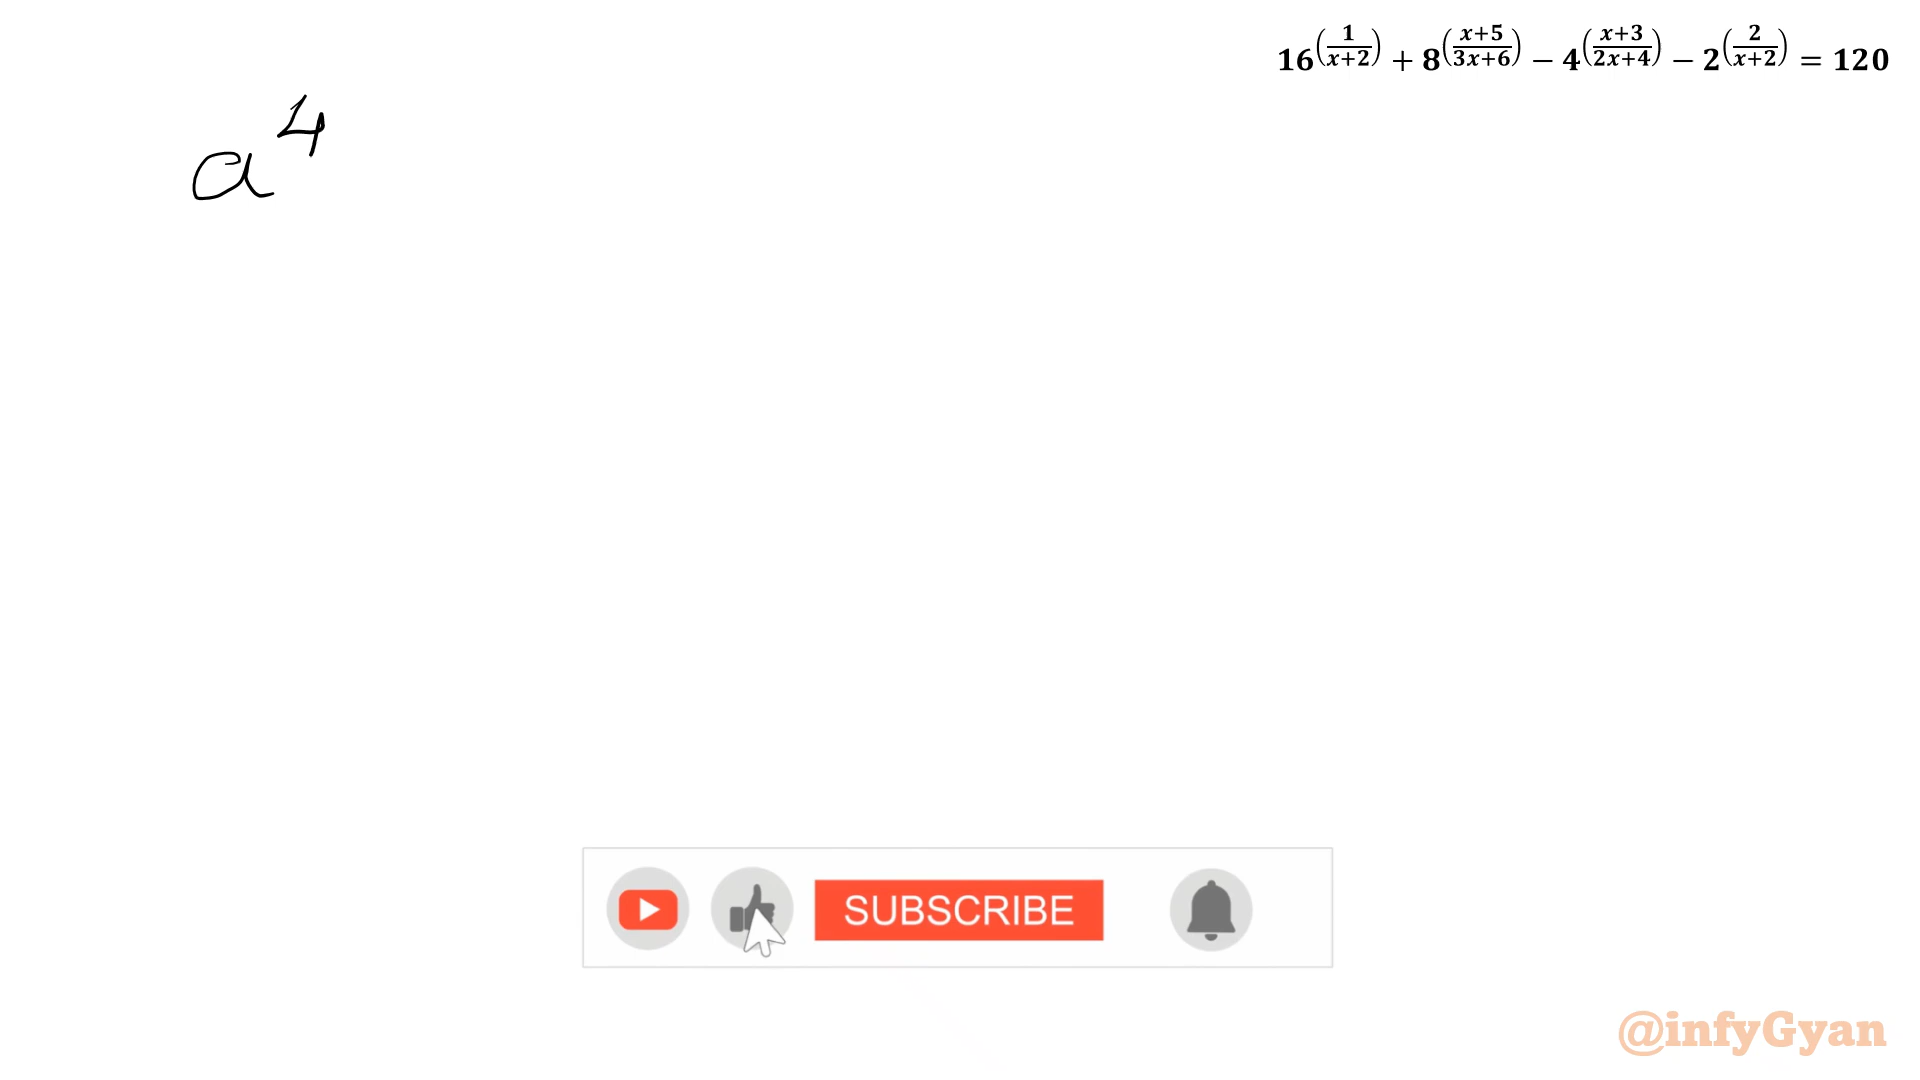 16^(1/(x+2)) + 8^((x+5)/(3x+6)) − 4^((x+3)/(2x+4)) − 2^(2/(x+2)) = 120
a^4
SUBSCRIBE
@infyGyan